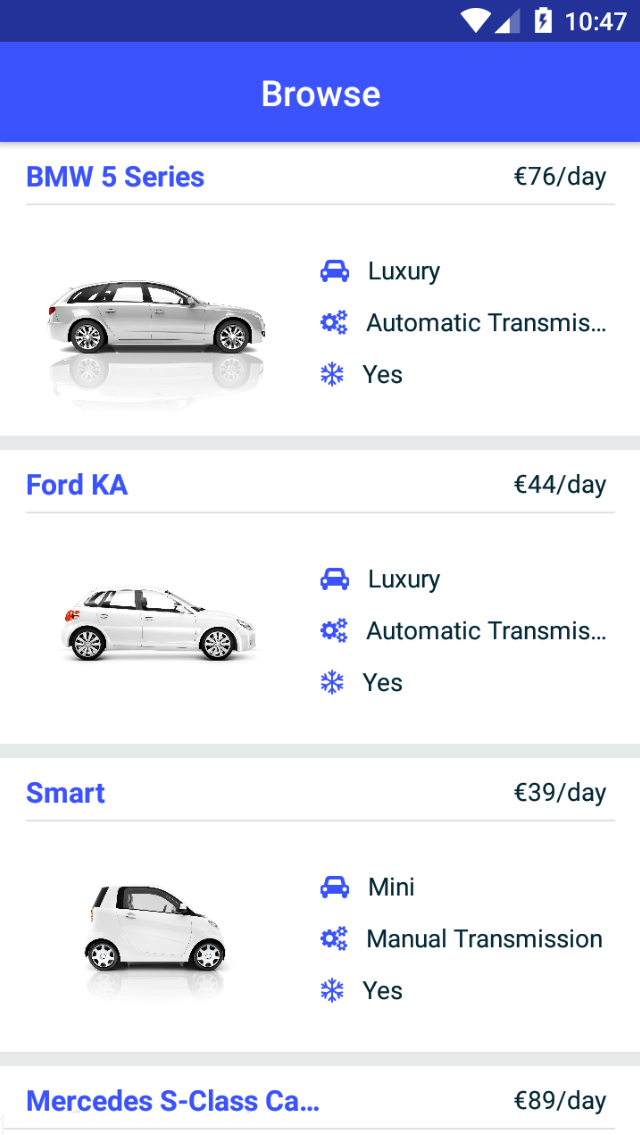 10:47
Browse
BMW 5 Series €76/day
Luxury
Automatic Transmis...
Yes
Ford KA €44/day
Luxury
Automatic Transmis...
Yes
Smart €39/day
Mini
Manual Transmission
Yes
Mercedes S-Class Ca... €89/day